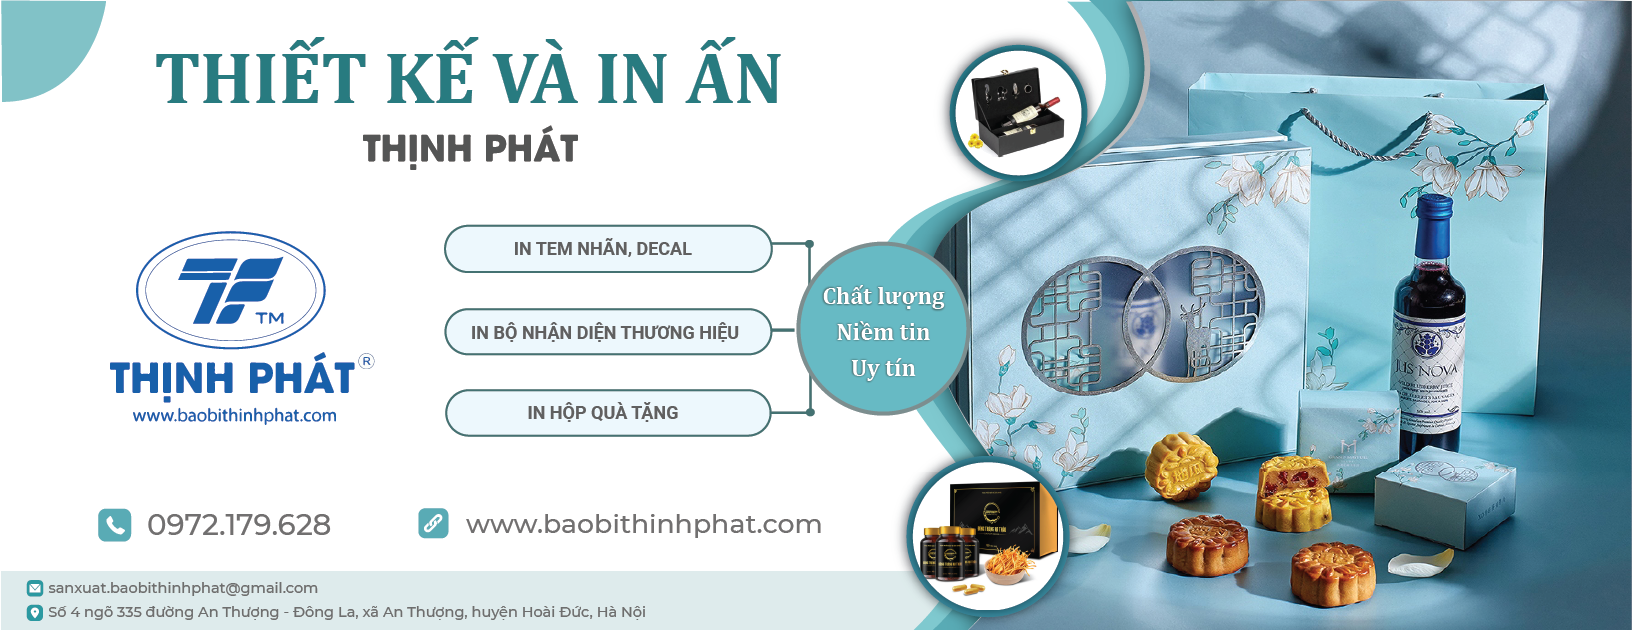 THIẾT KẾ VÀ IN ẤN
THỊNH PHÁT
TF TM
THỊNH PHÁT®
www.baobithinhphat.com
IN TEM NHÃN, DECAL
IN BỘ NHẬN DIỆN THƯƠNG HIỆU
IN HỘP QUÀ TẶNG
Chất lượng
Niềm tin
Uy tín
0972.179.628
www.baobithinhphat.com
sanxuat.baobithinhphat@gmail.com
Số 4 ngõ 335 đường An Thượng - Đông La, xã An Thượng, huyện Hoài Đức, Hà Nội
JUS NOVA